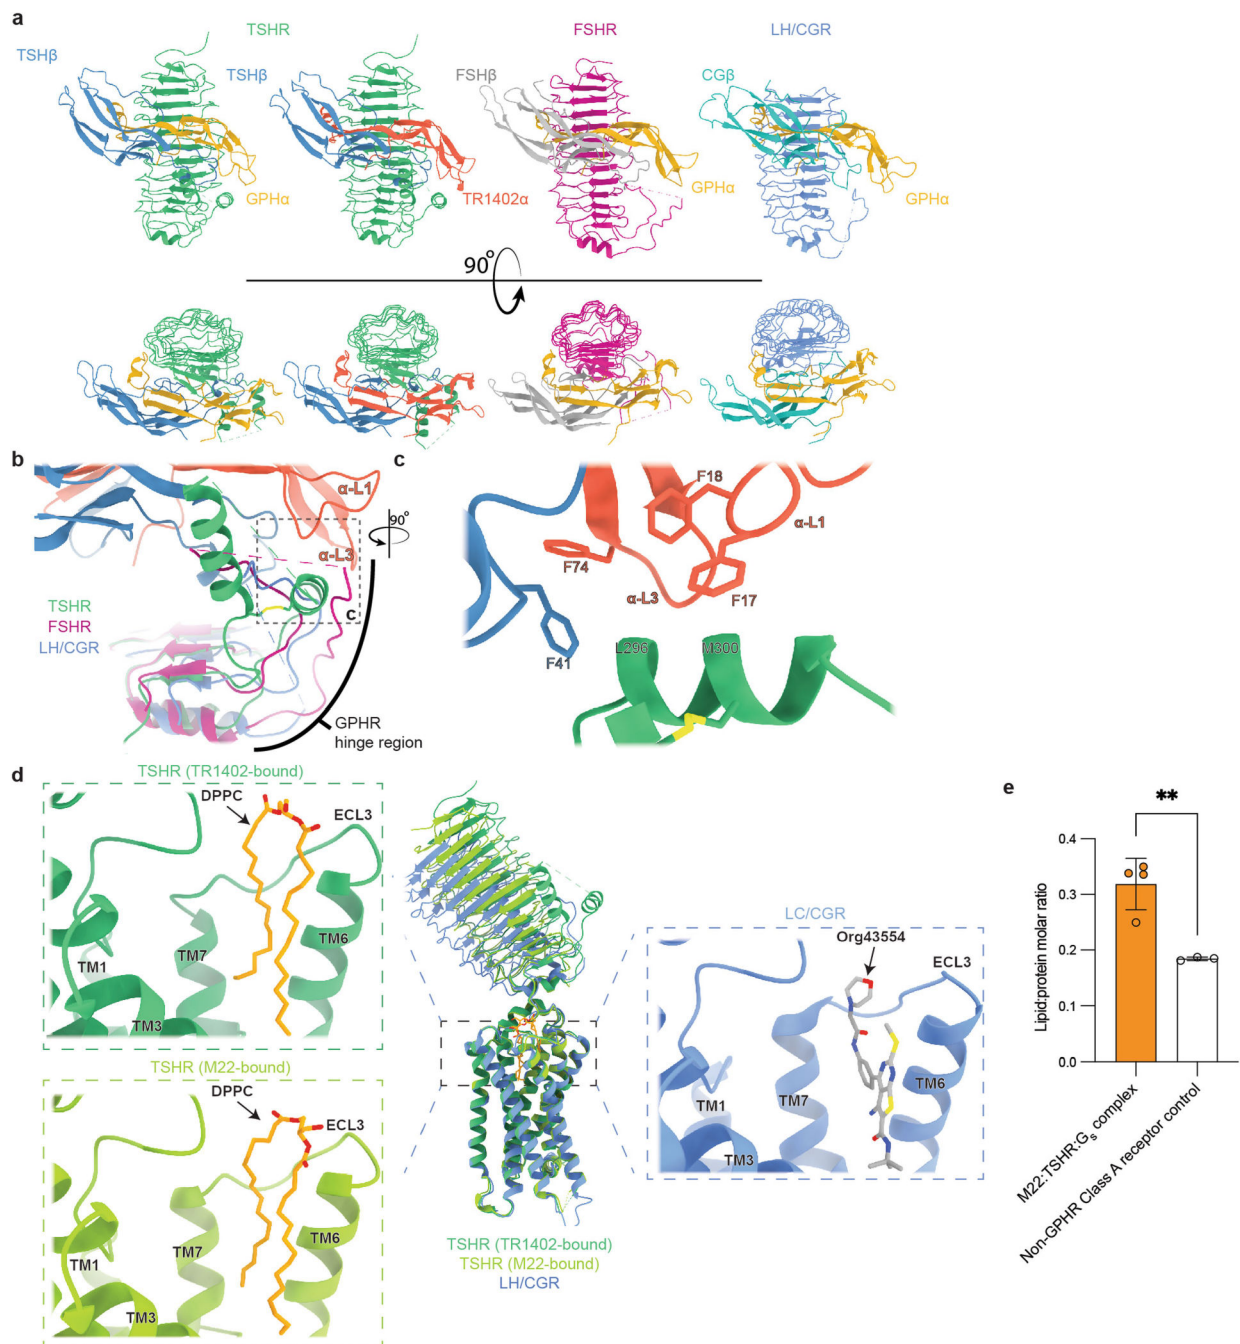 a
TSHR
FSHR
LH/CGR
TSHβ
TSHβ
FSHβ
CGβ
GPHα
TR1402α
GPHα
GPHα
90°
b
α-L1
90°
α-L3
c
TSHR
FSHR
LH/CGR
GPHR
hinge region
c
F18
α-L1
F74
α-L3
F17
F41
L296
M300
d
TSHR (TR1402-bound)
DPPC
ECL3
TM7
TM6
TM1
TM3
TSHR (M22-bound)
DPPC
ECL3
TM7
TM6
TM1
TM3
TSHR (TR1402-bound)
TSHR (M22-bound)
LH/CGR
LC/CGR
Org43554
ECL3
TM6
TM1
TM7
TM3
e
**
Lipid:protein molar ratio
0.4
0.3
0.2
0.1
0.0
M22:TSHR:Gs complex
Non-GPHR Class A receptor control